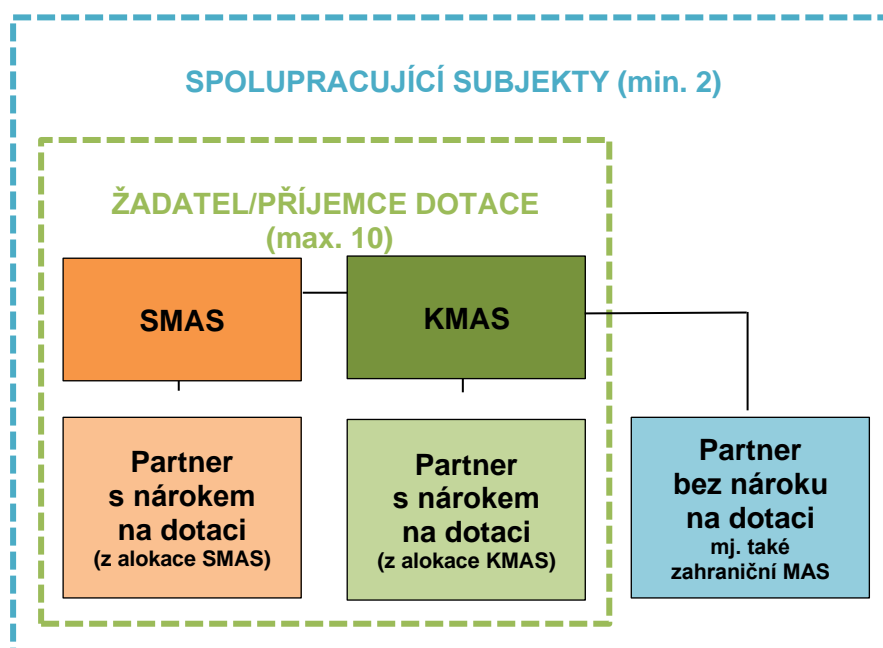 SPOLUPRACUJÍCÍ SUBJEKTY (min. 2)
ŽADATEL/PŘÍJEMCE DOTACE
(max. 10)
SMAS
KMAS
Partner
s nárokem
na dotaci
(z alokace SMAS)
Partner
s nárokem
na dotaci
(z alokace KMAS)
Partner
bez nároku
na dotaci
mj. také
zahraniční MAS